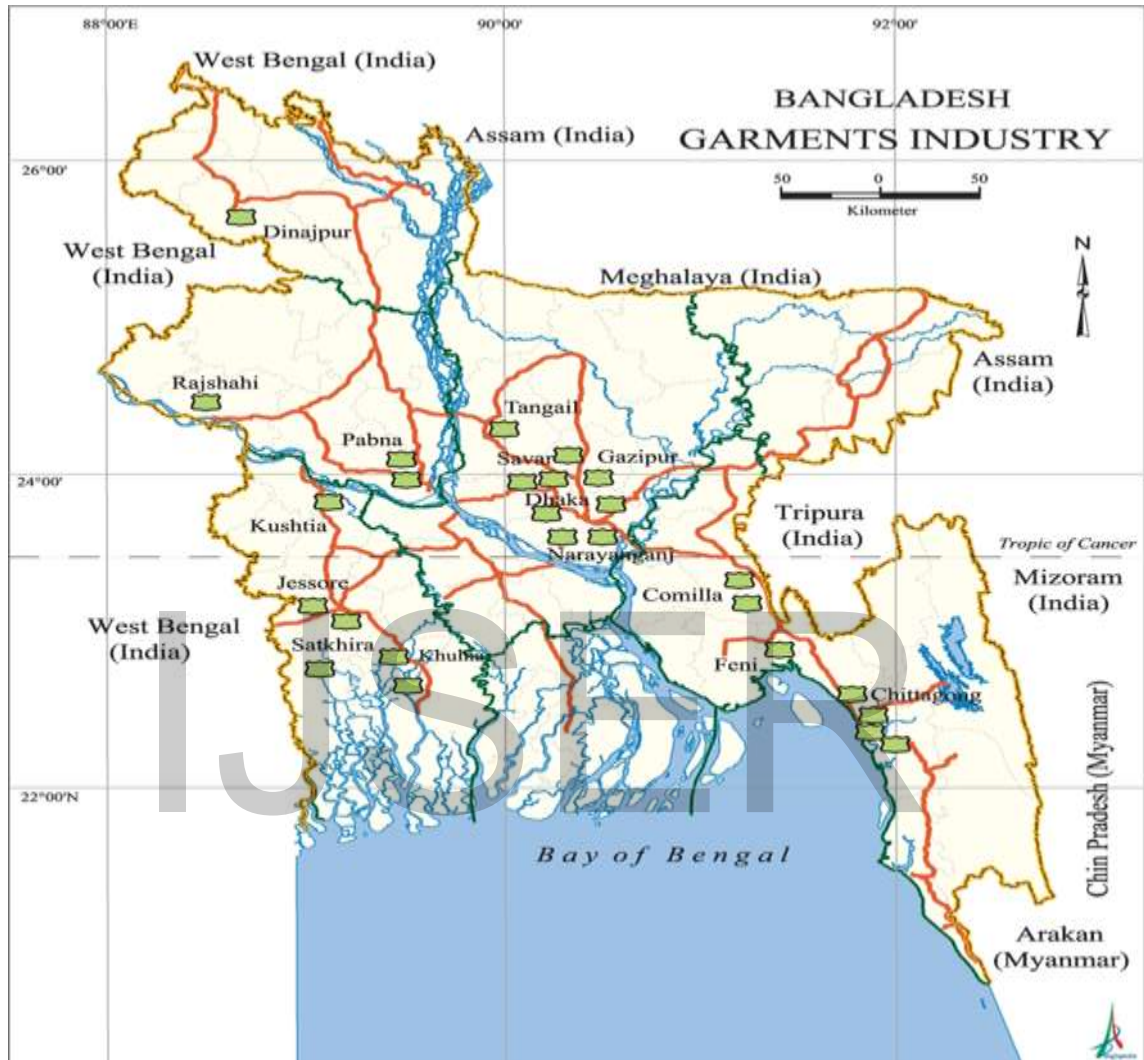 88°00'E
90°00'
92°00'
West Bengal (India)
BANGLADESH
GARMENTS INDUSTRY
Assam (India)
26°00'
50
0
50
Kilometer
Dinajpur
West Bengal
(India)
N
Meghalaya (India)
Assam
(India)
Rajshahi
Tangail
Pabna
Savar
Gazipur
24°00'
Dhaka
Kushtia
Tripura
(India)
Narayanganj
Tropic of Cancer
Jessore
Comilla
Mizoram
(India)
West Bengal
(India)
Satkhira
Khulna
Feni
Chittagong
IJSER
Chin Pradesh (Myanmar)
22°00'N
Bay of Bengal
Arakan
(Myanmar)